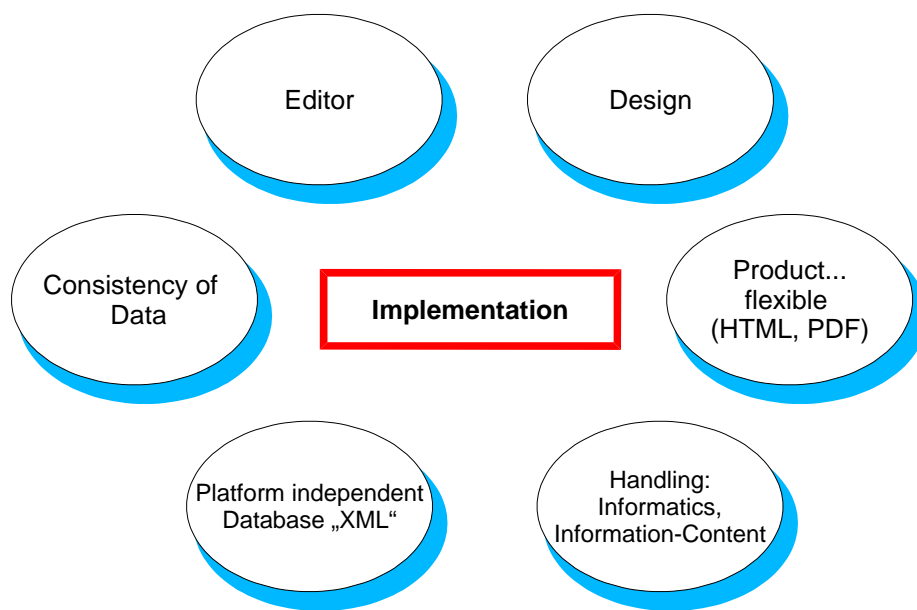 Editor
Design
Consistency of
Data
Implementation
Product...
flexible
(HTML, PDF)
Platform independent
Database „XML“
Handling:
Informatics,
Information-Content